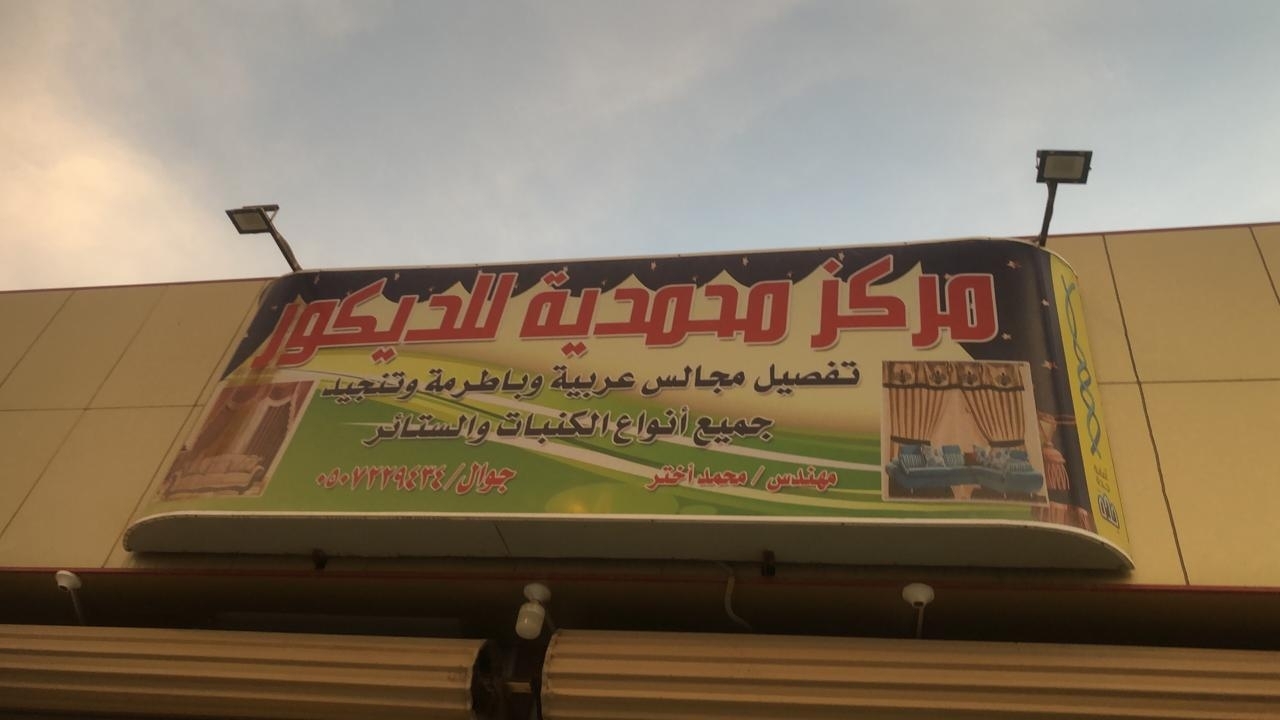 مركز محمدية للديكور
تفصيل مجالس عربية وباطرمة وتنجيد
جميع أنواع الكنبات والستائر
مهندس / محمد أختر جوال/ ٠٥٠٧٢٢٩٤٣٤